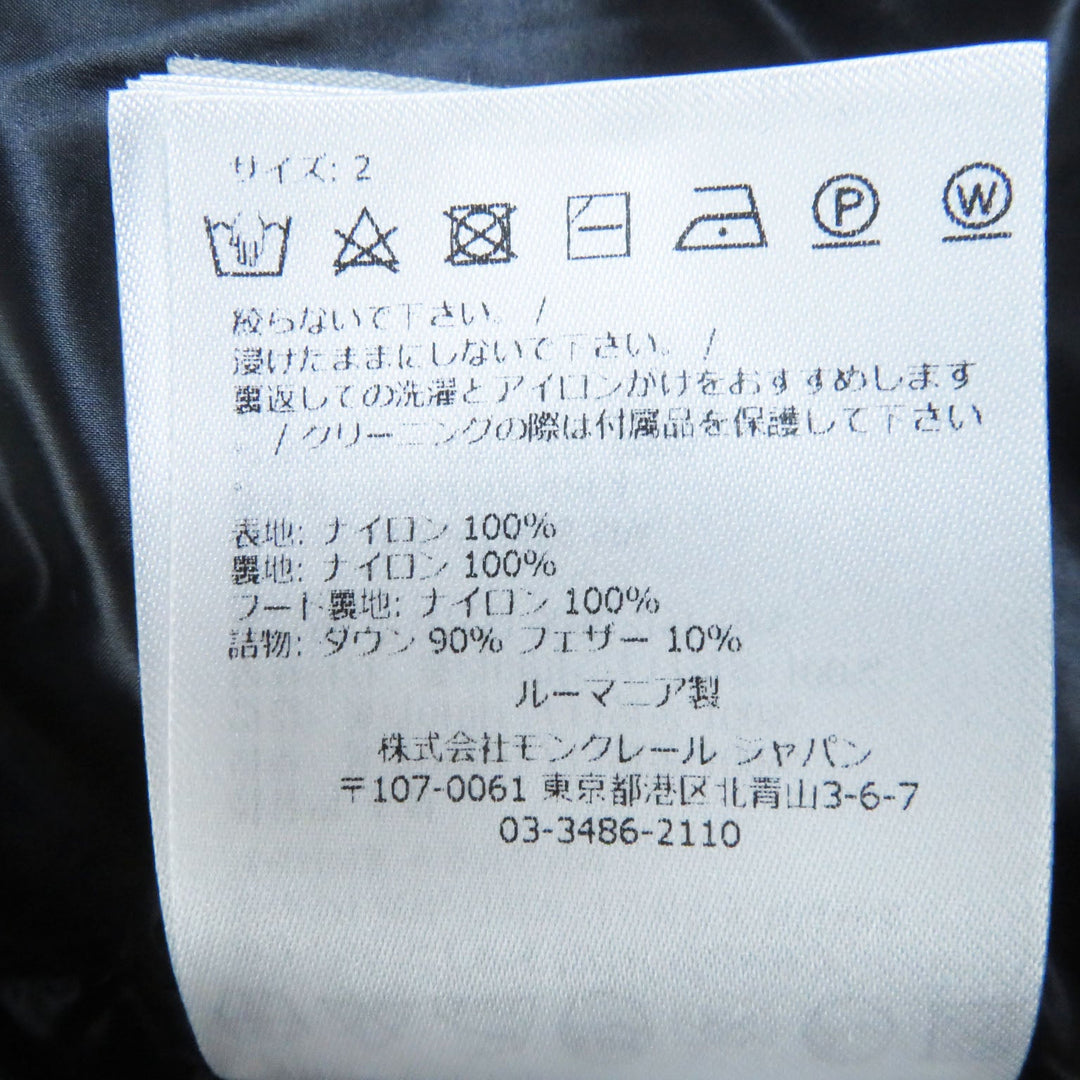 サイズ: 2
P W
絞らないで下さい。/
浸けたままにしないで下さい。/
裏返しての洗濯とアイロンかけをおすすめします
。/クリーニングの際は付属品を保護して下さい
。
表地: ナイロン 100%
裏地: ナイロン 100%
フード裏地: ナイロン 100%
詰物: ダウン 90% フェザー 10%
ルーマニア製
株式会社モンクレール ジャパン
〒107-0061 東京都港区北青山3-6-7
03-3486-2110